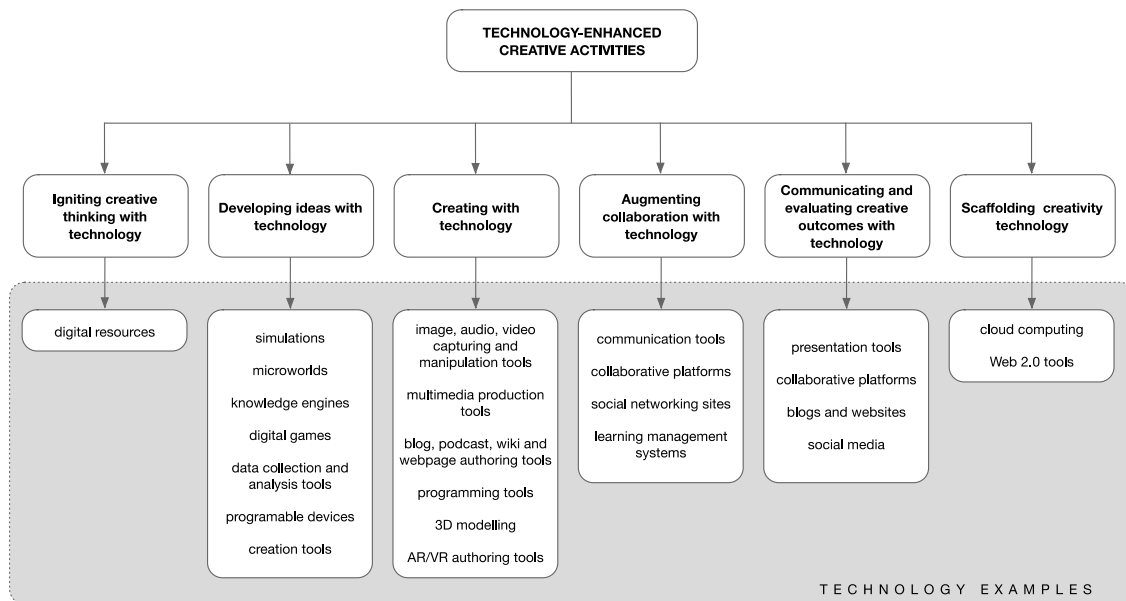 TECHNOLOGY-ENHANCED
CREATIVE ACTIVITIES
Igniting creative
thinking with
technology
Developing ideas with
technology
Creating with
technology
Augmenting
collaboration with
technology
Communicating and
evaluating creative
outcomes with
technology
Scaffolding creativity
technology
digital resources
simulations
microworlds
knowledge engines
digital games
data collection and
analysis tools
programable devices
creation tools
image, audio, video
capturing and
manipulation tools
multimedia production
tools
blog, podcast, wiki and
webpage authoring tools
programming tools
3D modelling
AR/VR authoring tools
communication tools
collaborative platforms
social networking sites
learning management
systems
presentation tools
collaborative platforms
blogs and websites
social media
cloud computing
Web 2.0 tools
TECHNOLOGY EXAMPLES